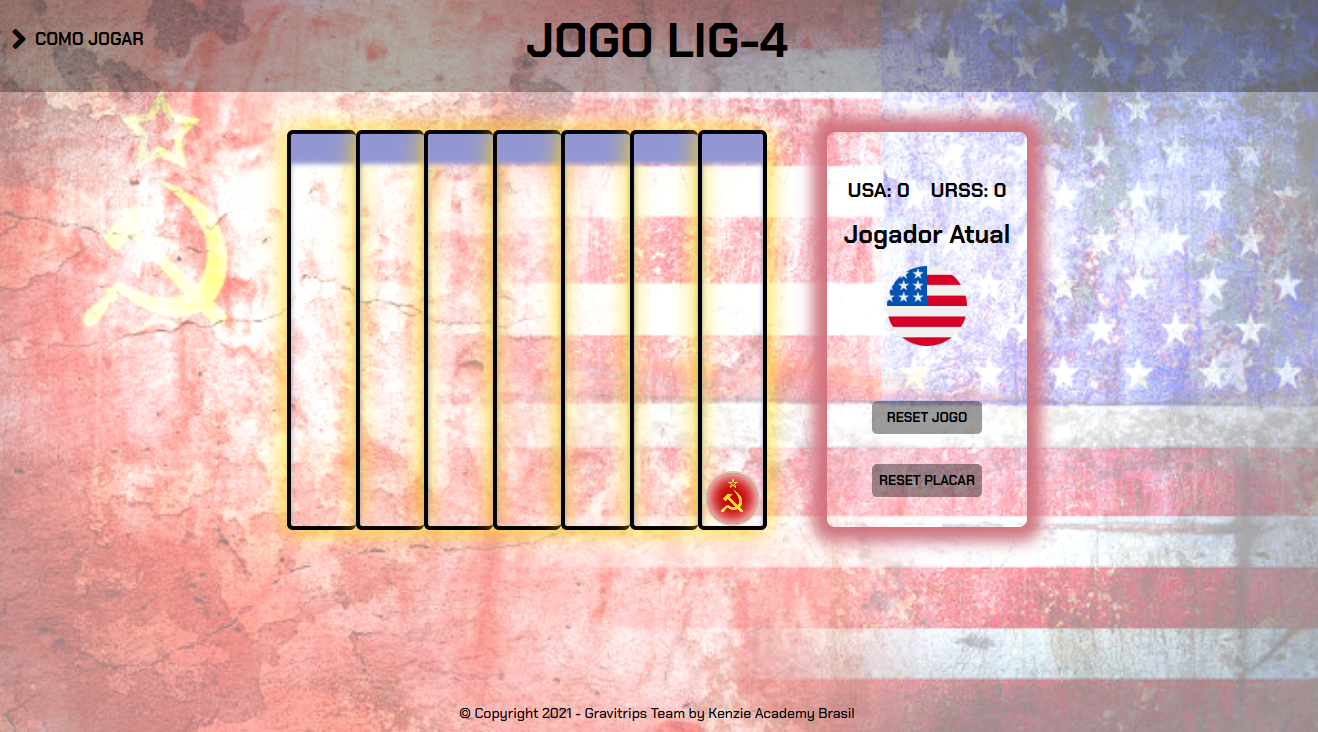 COMO JOGAR
JOGO LIG-4
USA: 0 URSS: 0
Jogador Atual
RESET JOGO
RESET PLACAR
© Copyright 2021 - Gravitrips Team by Kenzie Academy Brasil